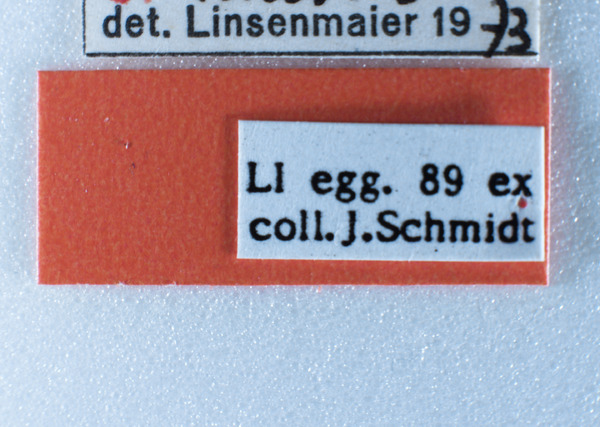 det. Linsenmaier 1973
Ll egg. 89 ex
coll. J. Schmidt